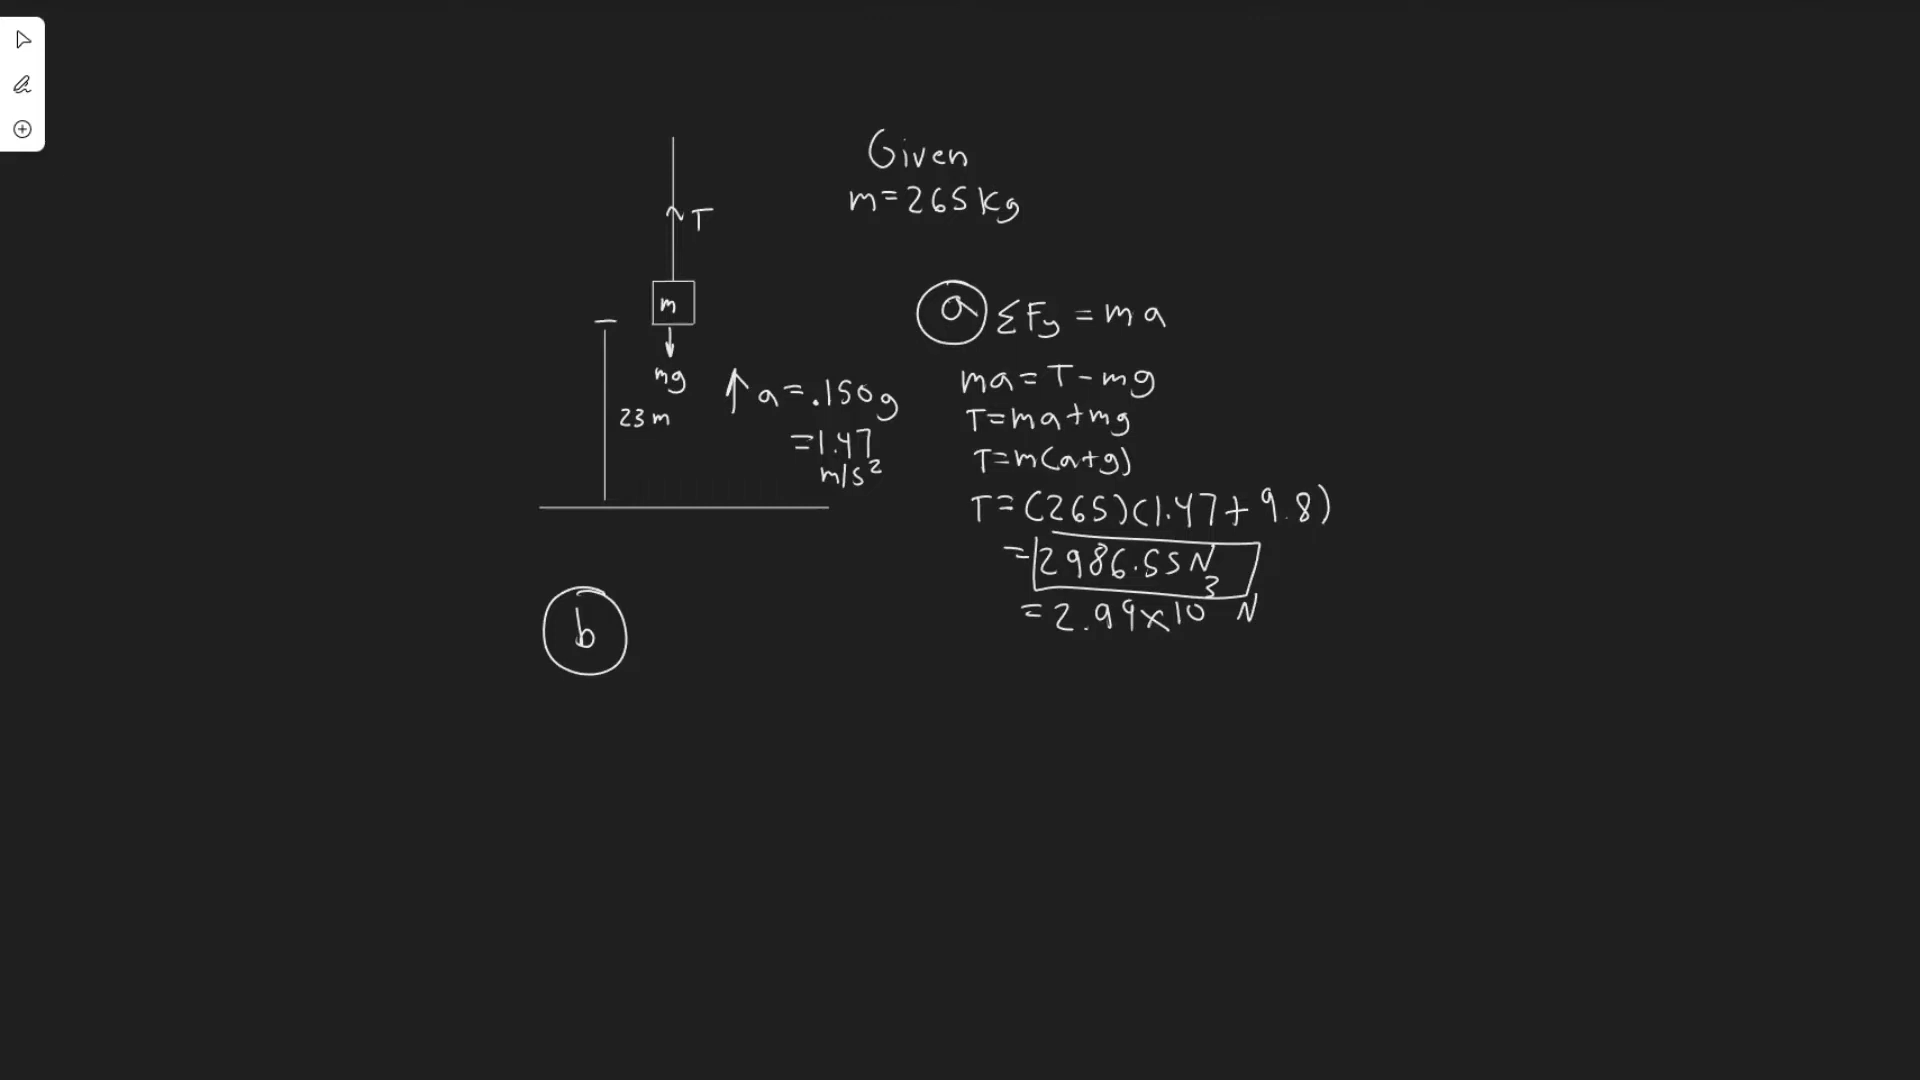 Given
m=265kg
T
m
mg
23m
↑a=.150g
=1.47
m/s²
a ΣFy = ma
ma=T-mg
T=ma+mg
T=m(a+g)
T=(265)(1.47+9.8)
=2986.55N
=2.99x10³ N
b